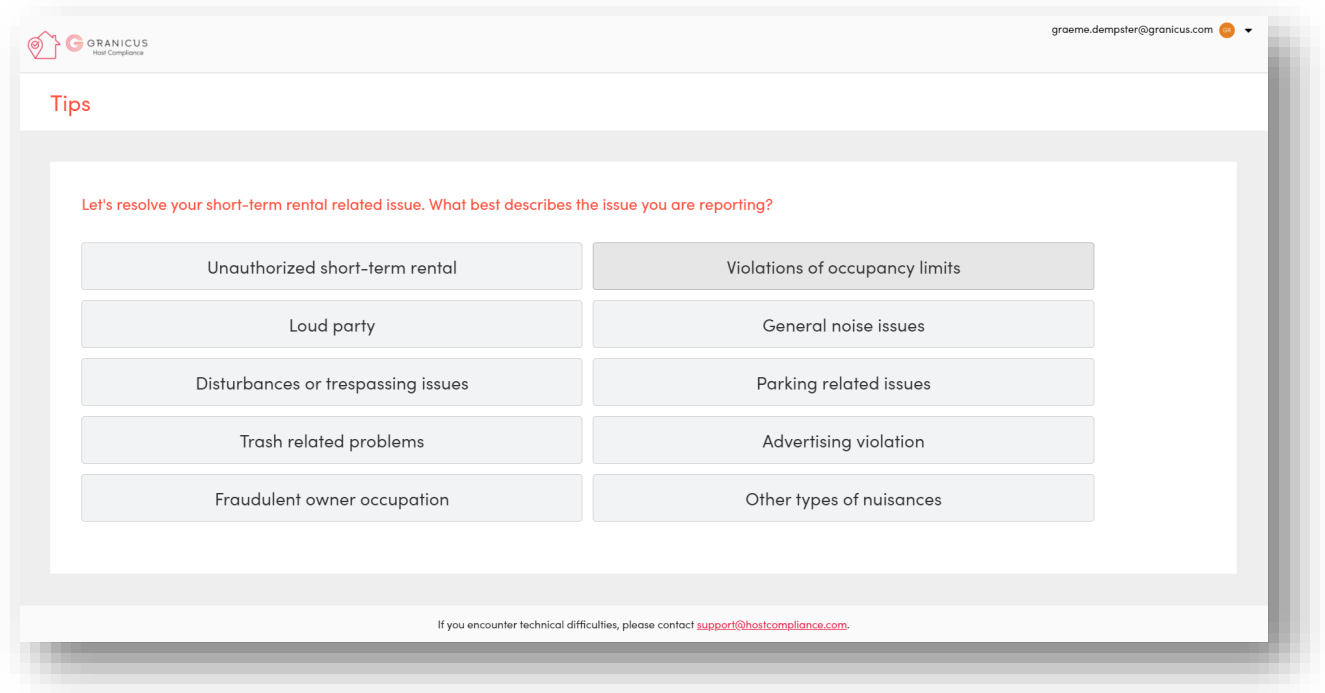 GRANICUS
Host Compliance
graeme.dempster@granicus.com
GR
Tips
Let's resolve your short-term rental related issue. What best describes the issue you are reporting?
Unauthorized short-term rental
Violations of occupancy limits
Loud party
General noise issues
Disturbances or trespassing issues
Parking related issues
Trash related problems
Advertising violation
Fraudulent owner occupation
Other types of nuisances
If you encounter technical difficulties, please contact support@hostcompliance.com.